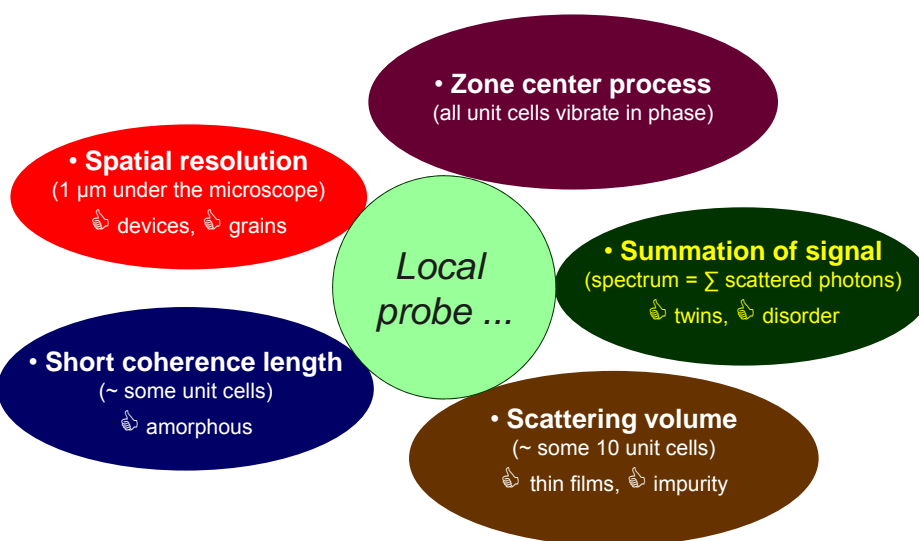 • Zone center process
(all unit cells vibrate in phase)
• Spatial resolution
(1 µm under the microscope)
👍 devices, 👍 grains
Local
probe ...
• Summation of signal
(spectrum = ∑ scattered photons)
👍 twins, 👍 disorder
• Short coherence length
(~ some unit cells)
👍 amorphous
• Scattering volume
(~ some 10 unit cells)
👍 thin films, 👍 impurity